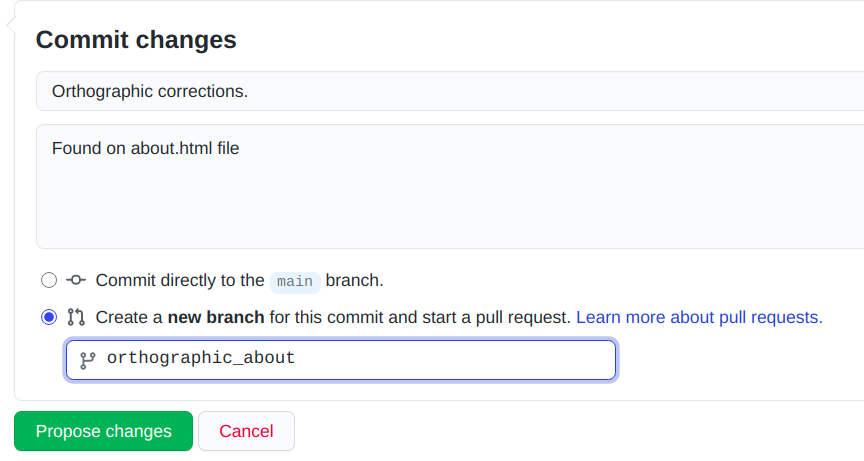 Commit changes
Orthographic corrections.
Found on about.html file
Commit directly to the main branch.
Create a new branch for this commit and start a pull request. Learn more about pull requests.
orthographic_about
Propose changes Cancel